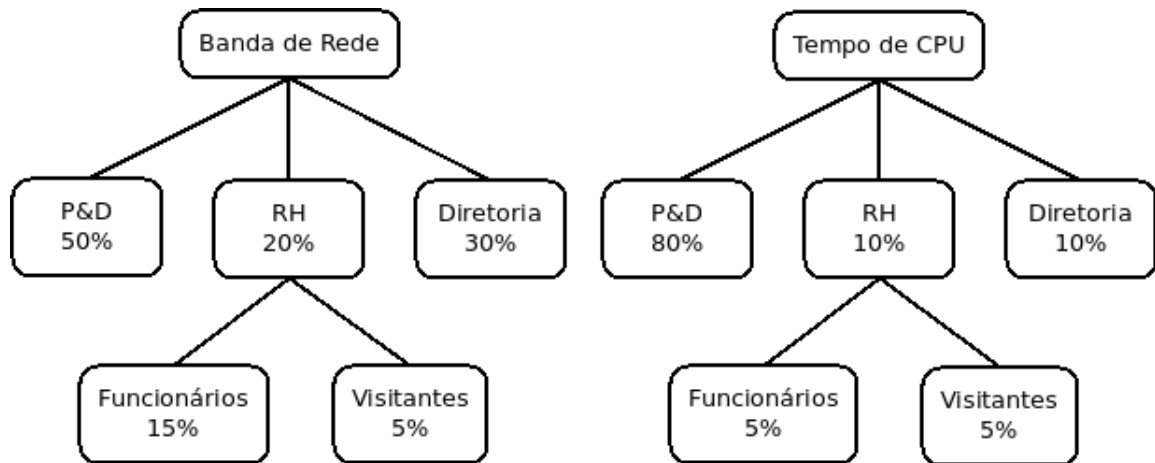 Banda de Rede
P&D
50%
RH
20%
Diretoria
30%
Funcionários
15%
Visitantes
5%
Tempo de CPU
P&D
80%
RH
10%
Diretoria
10%
Funcionários
5%
Visitantes
5%